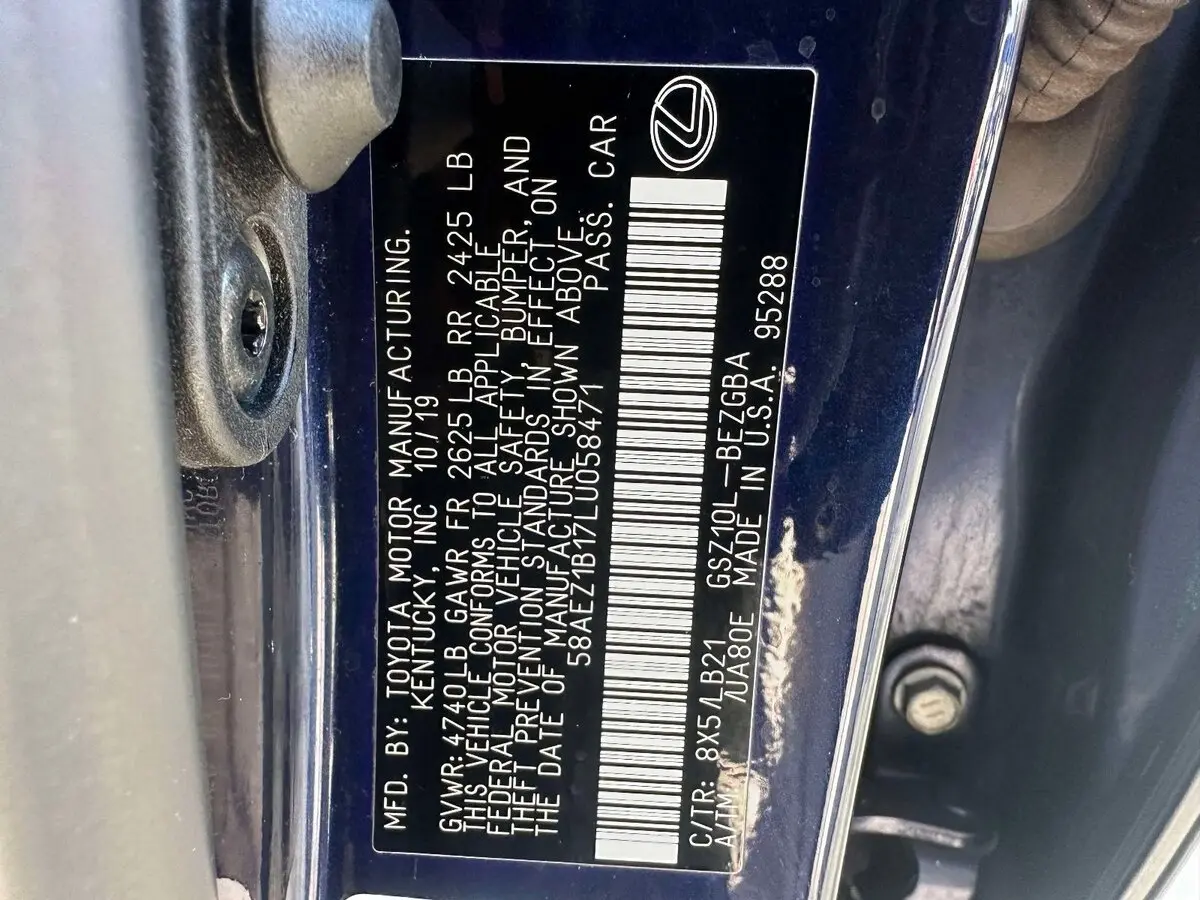 MFD. BY: TOYOTA MOTOR MANUFACTURING.
KENTUCKY, INC 10/19
GVWR: 4740LB GAWR FR 2625LB RR 2425 LB
THIS VEHICLE CONFORMS TO ALL APPLICABLE
FEDERAL MOTOR VEHICLE SAFETY, BUMPER, AND
THEFT PREVENTION STANDARDS IN EFFECT ON
THE DATE OF MANUFACTURE SHOWN ABOVE.
58AEZ1B17LU058471 PASS. CAR
C/TR: 8X5/LB21 GSZ10L-BEZGBA
A/TM: /UA80E MADE IN U.S.A. 95288